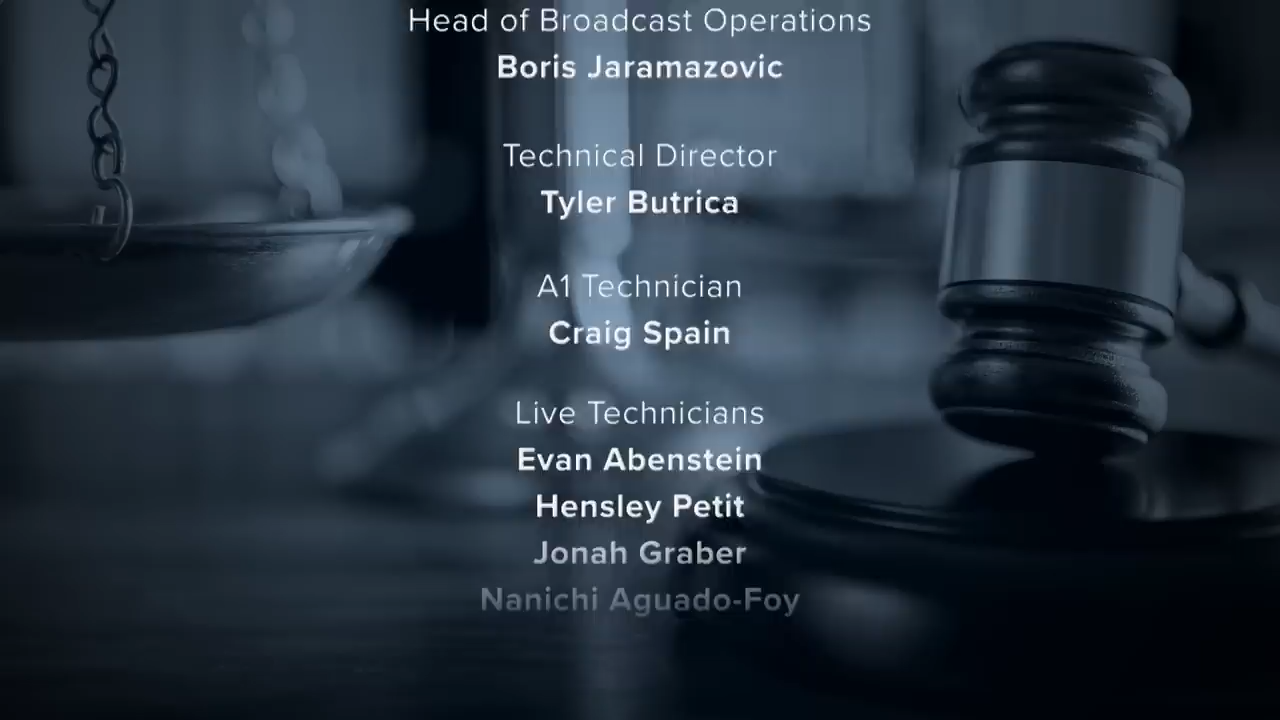 Head of Broadcast Operations
Boris Jaramazovic
Technical Director
Tyler Butrica
A1 Technician
Craig Spain
Live Technicians
Evan Abenstein
Hensley Petit
Jonah Graber
Nanichi Aguado-Foy